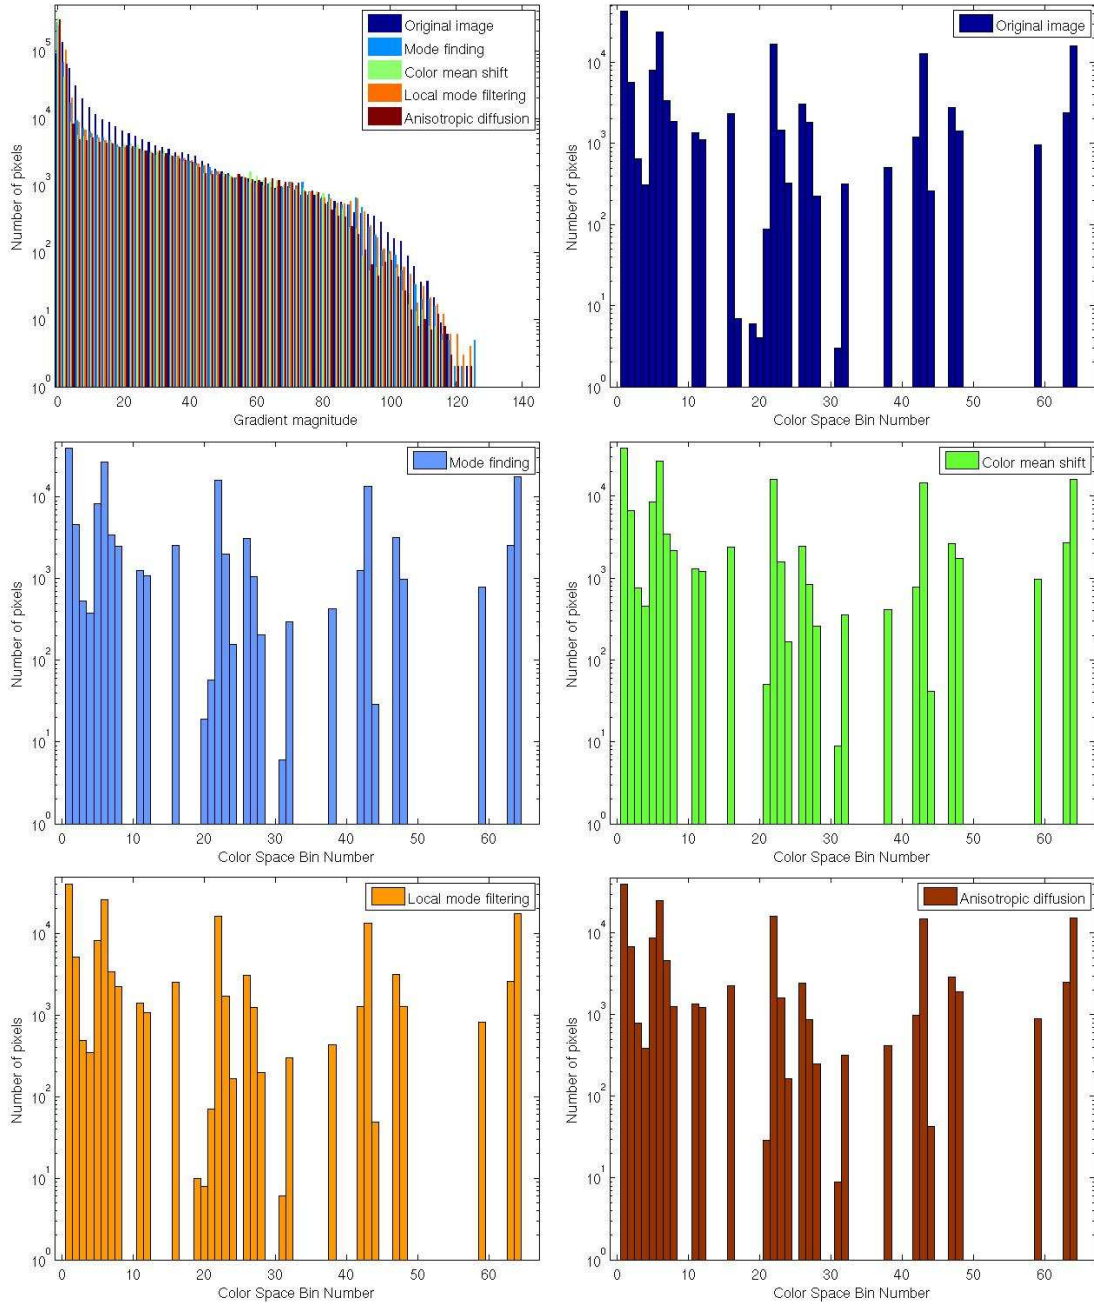 Original image
Mode finding
Color mean shift
Local mode filtering
Anisotropic diffusion
Number of pixels
10^5
10^4
10^3
10^2
10^1
10^0
0 20 40 60 80 100 120 140
Gradient magnitude
Original image
Number of pixels
10^4
10^3
10^2
10^1
10^0
0 10 20 30 40 50 60
Color Space Bin Number
Mode finding
Number of pixels
10^4
10^3
10^2
10^1
10^0
0 10 20 30 40 50 60
Color Space Bin Number
Color mean shift
Number of pixels
10^4
10^3
10^2
10^1
10^0
0 10 20 30 40 50 60
Color Space Bin Number
Local mode filtering
Number of pixels
10^4
10^3
10^2
10^1
10^0
0 10 20 30 40 50 60
Color Space Bin Number
Anisotropic diffusion
Number of pixels
10^4
10^3
10^2
10^1
10^0
0 10 20 30 40 50 60
Color Space Bin Number